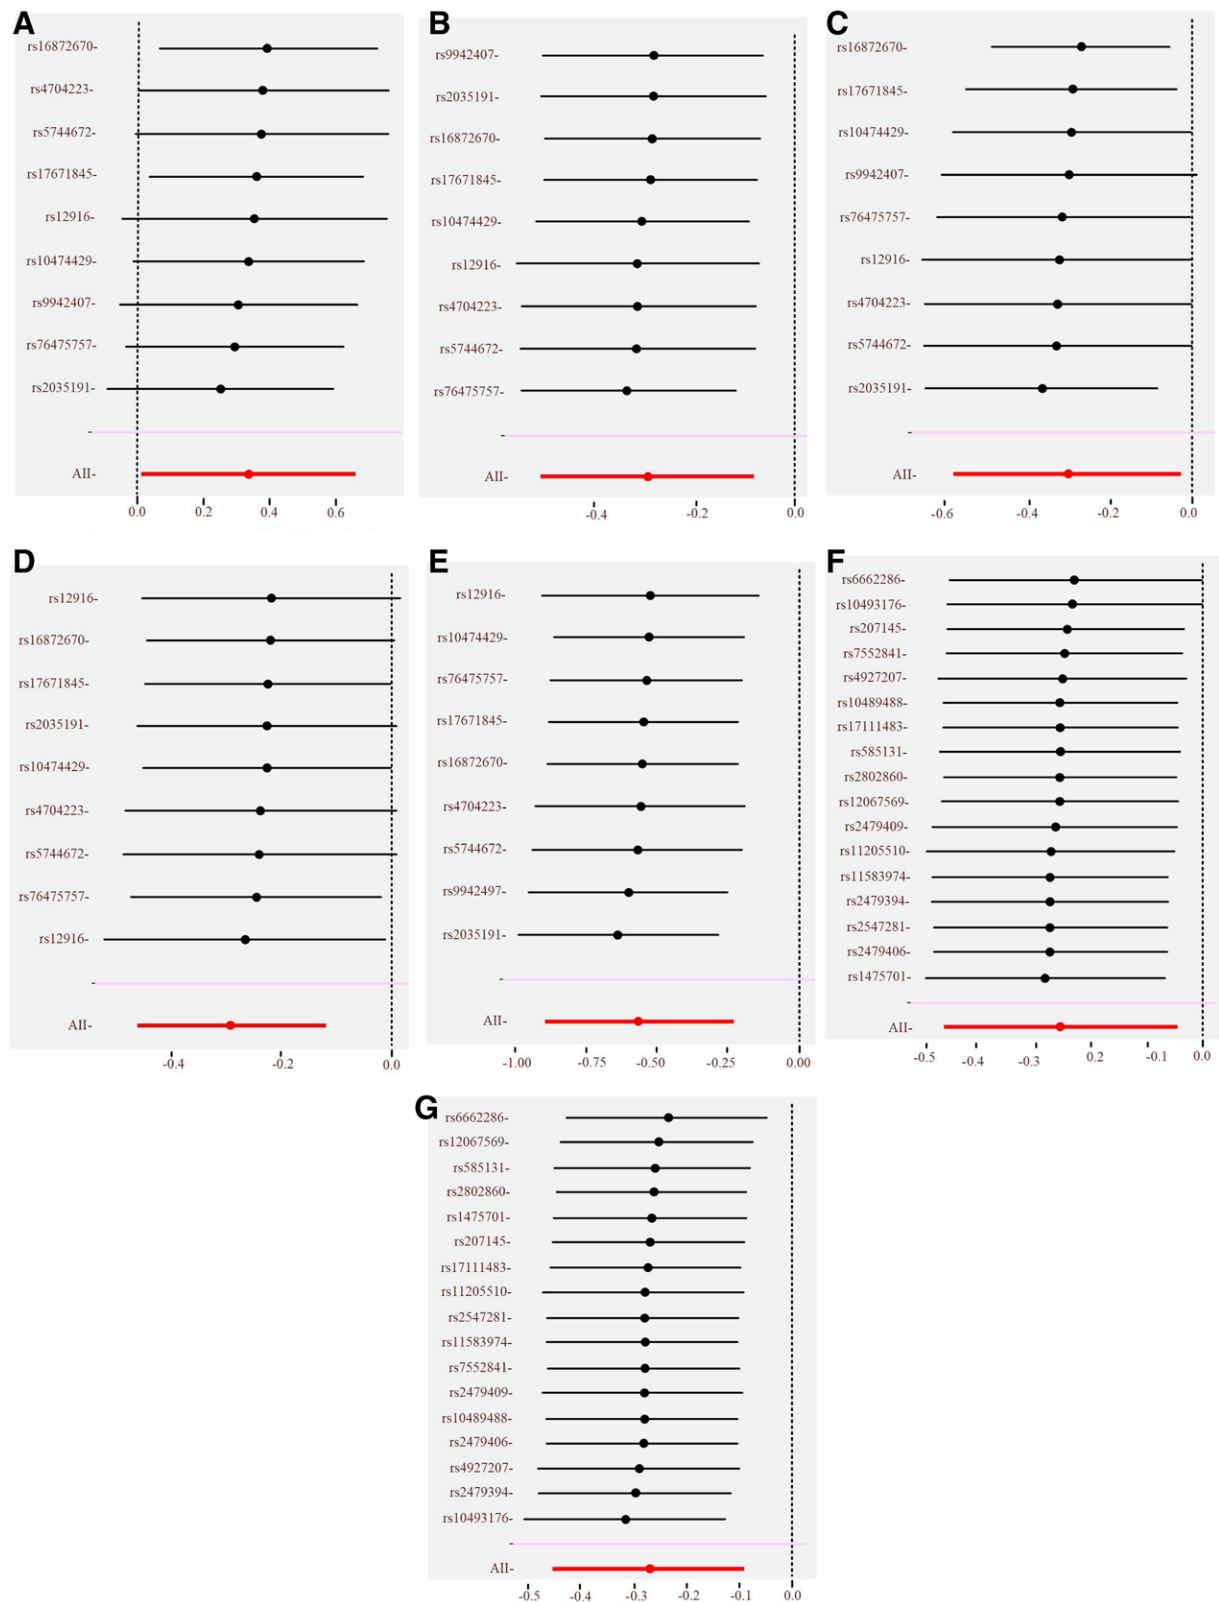 A
rs16872670-
rs4704223-
rs5744672-
rs17671845-
rs12916-
rs10474429-
rs9942407-
rs76475757-
rs2035191-
-
All-
0.0 0.2 0.4 0.6
B
rs9942407-
rs2035191-
rs16872670-
rs17671845-
rs10474429-
rs12916-
rs4704223-
rs5744672-
rs76475757-
-
All-
-0.4 -0.2 0.0
C
rs16872670-
rs17671845-
rs10474429-
rs9942407-
rs76475757-
rs12916-
rs4704223-
rs5744672-
rs2035191-
-
All-
-0.6 -0.4 -0.2 0.0
D
rs12916-
rs16872670-
rs17671845-
rs2035191-
rs10474429-
rs4704223-
rs5744672-
rs76475757-
rs12916-
-
All-
-0.4 -0.2 0.0
E
rs12916-
rs10474429-
rs76475757-
rs17671845-
rs16872670-
rs4704223-
rs5744672-
rs9942497-
rs2035191-
-
All-
-1.00 -0.75 -0.50 -0.25 0.00
F
rs6662286-
rs10493176-
rs207145-
rs7552841-
rs4927207-
rs10489488-
rs17111483-
rs585131-
rs2802860-
rs12067569-
rs2479409-
rs11205510-
rs11583974-
rs2479394-
rs2547281-
rs2479406-
rs1475701-
-
All-
-0.5 -0.4 -0.3 0.2 -0.1 0.0
G
rs6662286-
rs12067569-
rs585131-
rs2802860-
rs1475701-
rs207145-
rs17111483-
rs11205510-
rs2547281-
rs11583974-
rs7552841-
rs2479409-
rs10489488-
rs2479406-
rs4927207-
rs2479394-
rs10493176-
-
All-
-0.5 -0.4 -0.3 -0.2 -0.1 0.0